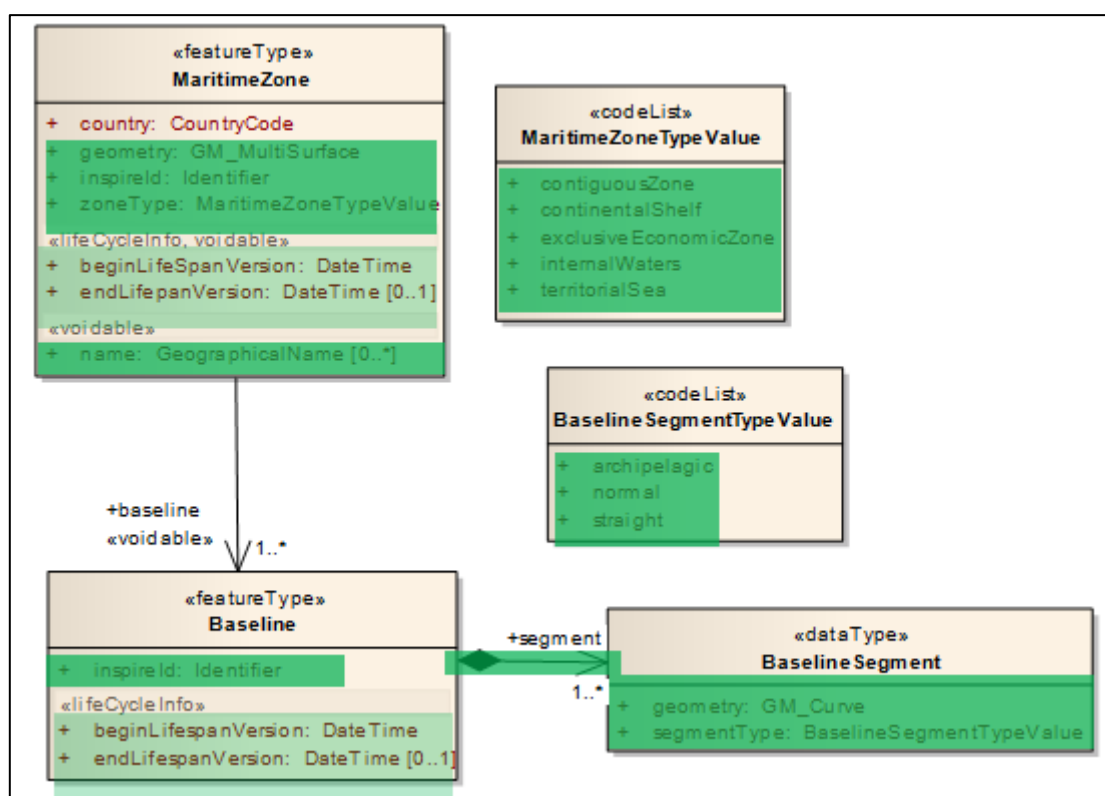 «featureType»
MaritimeZone
+ country: CountryCode
+ geometry: GM_MultiSurface
+ inspireId: Identifier
+ zoneType: MaritimeZoneTypeValue
«lifeCycleInfo, voidable»
+ beginLifeSpanVersion: DateTime
+ endLifepanVersion: DateTime [0..1]
«voidable»
+ name: GeographicalName [0..*]
«codeList»
MaritimeZoneTypeValue
+ contiguousZone
+ continentalShelf
+ exclusiveEconomicZone
+ internalWaters
+ territorialSea
«codeList»
BaselineSegmentTypeValue
+ archipelagic
+ normal
+ straight
+baseline
«voidable»
1..*
«featureType»
Baseline
+ inspireId: Identifier
«lifeCycleInfo»
+ beginLifespanVersion: DateTime
+ endLifespanVersion: DateTime [0..1]
+segment
1..*
«dataType»
BaselineSegment
+ geometry: GM_Curve
+ segmentType: BaselineSegmentTypeValue